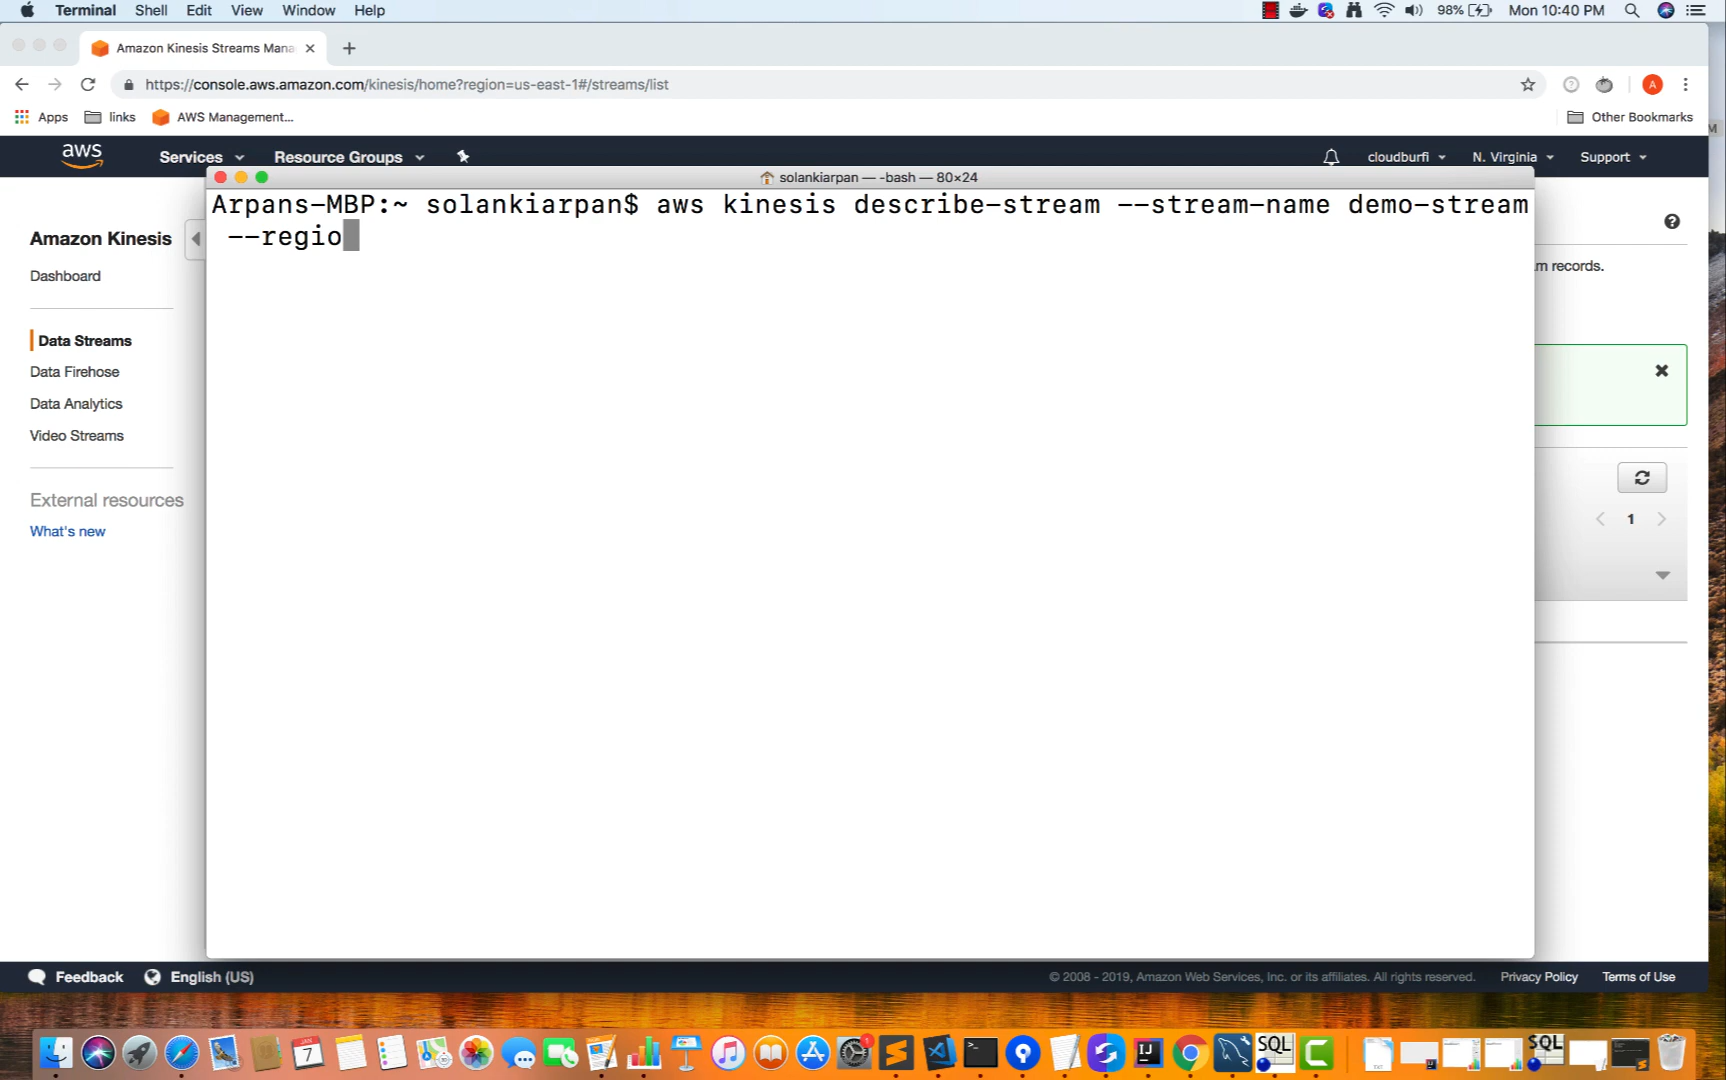 Terminal Shell Edit View Window Help 98% Mon 10:40 PM
Amazon Kinesis Streams Mana
https://console.aws.amazon.com/kinesis/home?region=us-east-1#/streams/list A
Apps links AWS Management... Other Bookmarks
aws Services Resource Groups cloudburfi N. Virginia Support
solankiarpan — -bash — 80×24
Arpans-MBP:~ solankiarpan$ aws kinesis describe-stream --stream-name demo-stream
--regio
Amazon Kinesis
Dashboard
m records.
Data Streams
Data Firehose
Data Analytics
Video Streams
External resources
What's new
1
Feedback English (US) © 2008 - 2019, Amazon Web Services, Inc. or its affiliates. All rights reserved. Privacy Policy Terms of Use
JAN
7
1
IJ
SQL
C
TXT
SQL